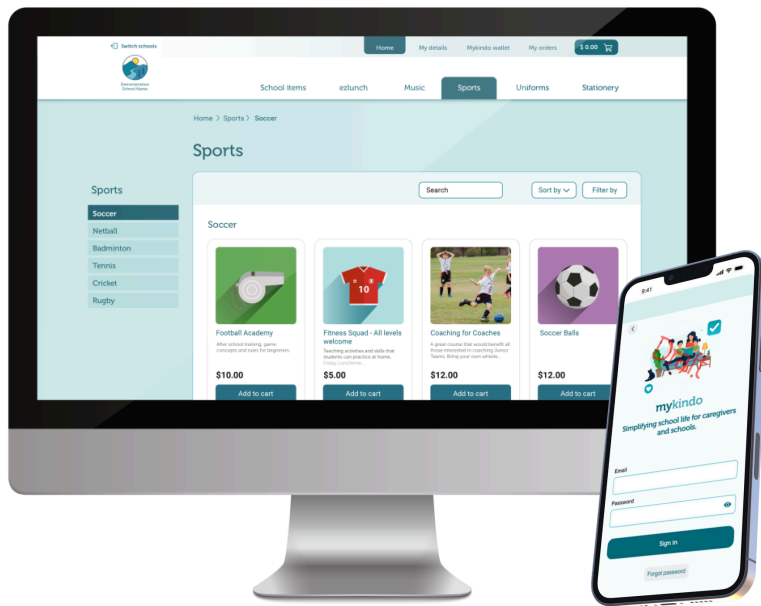 Switch schools
Home
My details
Mykindo wallet
My orders
$ 0.00
School Name
School items
ezlunch
Music
Sports
Uniforms
Stationery
Home > Sports > Soccer
Sports
Sports
Soccer
Netball
Badminton
Tennis
Cricket
Rugby
Search
Sort by
Filter by
Soccer
10
Football Academy
After school training, game
concepts and rules for beginners
$10.00
Add to cart
Fitness Squad - All levels
welcome
Teaching activities and skills that
students can practice at home.
Friday Lunchtime...
$5.00
Add to cart
Coaching for Coaches
A great course that would benefit all
those interested in coaching Junior
Teams. Bring your own whistle...
$12.00
Add to cart
Soccer Balls
$12.00
Add to cart
9:41
mykindo
Simplifying school life for caregivers
and schools.
Email
Password
Sign in
Forgot password